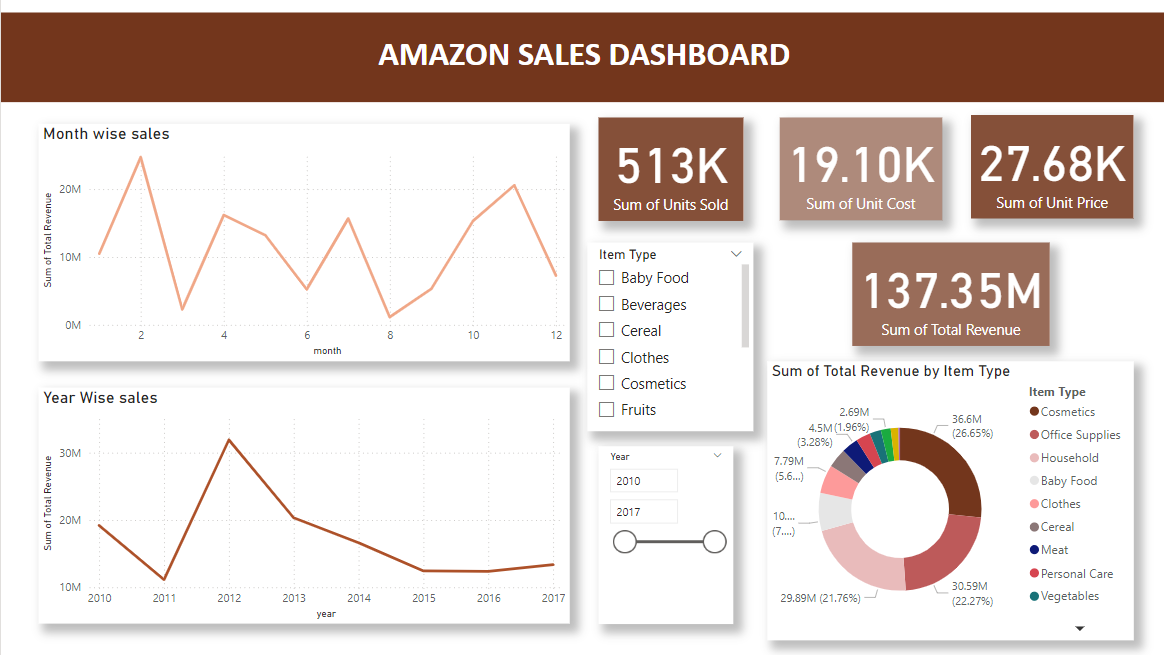 AMAZON SALES DASHBOARD
Month wise sales
Sum of Total Revenue
20M
10M
0M
2
4
6
8
10
12
month
513K
Sum of Units Sold
19.10K
Sum of Unit Cost
27.68K
Sum of Unit Price
Item Type
Baby Food
Beverages
Cereal
Clothes
Cosmetics
Fruits
137.35M
Sum of Total Revenue
Year Wise sales
Sum of Total Revenue
30M
20M
10M
2010
2011
2012
2013
2014
2015
2016
2017
year
Year
2010
2017
Sum of Total Revenue by Item Type
36.6M
(26.65%)
30.59M
(22.27%)
29.89M (21.76%)
10....
(7....)
7.79M
(5.6...)
4.5M
(3.28%)
2.69M
(1.96%)
Item Type
Cosmetics
Office Supplies
Household
Baby Food
Clothes
Cereal
Meat
Personal Care
Vegetables